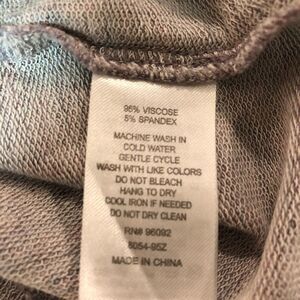 95% VISCOSE
5% SPANDEX
MACHINE WASH IN
COLD WATER
GENTLE CYCLE
WASH WITH LIKE COLORS
DO NOT BLEACH
HANG TO DRY
COOL IRON IF NEEDED
DO NOT DRY CLEAN
RN# 96092
8054-95Z
MADE IN CHINA